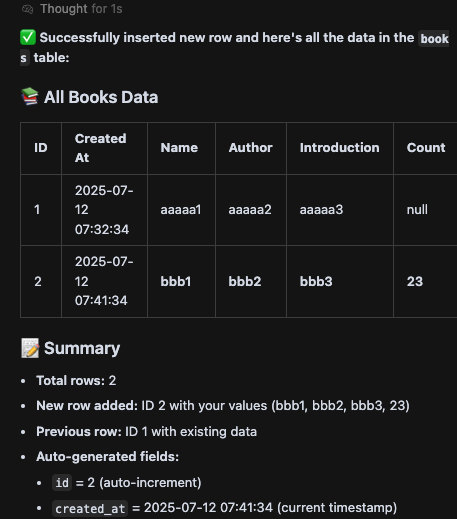 Thought for 1s
✅ Successfully inserted new row and here's all the data in the book
s table:
📚 All Books Data
ID Created At Name Author Introduction Count
1 2025-07-12 07:32:34 aaaaa1 aaaaa2 aaaaa3 null
2 2025-07-12 07:41:34 bbb1 bbb2 bbb3 23
📝 Summary
• Total rows: 2
• New row added: ID 2 with your values (bbb1, bbb2, bbb3, 23)
• Previous row: ID 1 with existing data
• Auto-generated fields:
• id = 2 (auto-increment)
• created_at = 2025-07-12 07:41:34 (current timestamp)